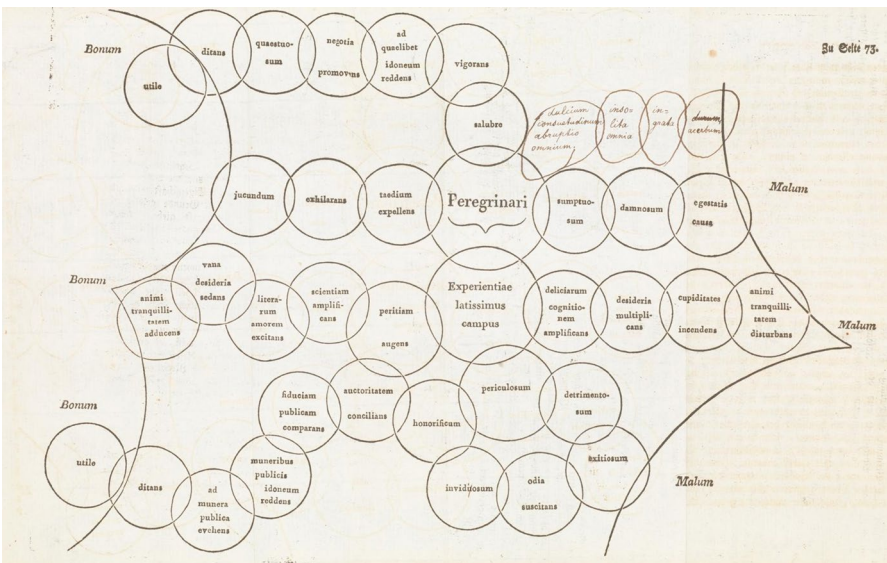 Zu Seite 73.
Bonum
utile
ditans
quaestuo-
sum
negotia
promovens
ad
quaelibet
idoneum
reddens
vigorans
salubre
dulcium
consuetudinum
abruptio
omnium
inso-
lita
omnia
in-
grata
durum
acerbum
Malum
jucundum
exhilarans
taedium
expellens
Peregrinari
sumptuo-
sum
damnosum
egestatis
causa
Bonum
animi
tranquilli-
tatem
adducens
vana
desideria
sedans
litera-
rum
amorem
excitans
scientiam
amplifi-
cans
peritiam
augens
Experientiae
latissimus
campus
deliciarum
cognitio-
nem
amplificans
desideria
multipli-
cans
cupiditates
incendens
animi
tranquilli-
tatem
disturbans
Malum
Bonum
utile
ditans
ad
munera
publica
evehens
muneribus
publicis
idoneum
reddens
fiduciam
publicam
comparans
auctoritatem
concilians
honorificum
periculosum
detrimento-
sum
exitiosum
invidiosum
odia
suscitans
Malum